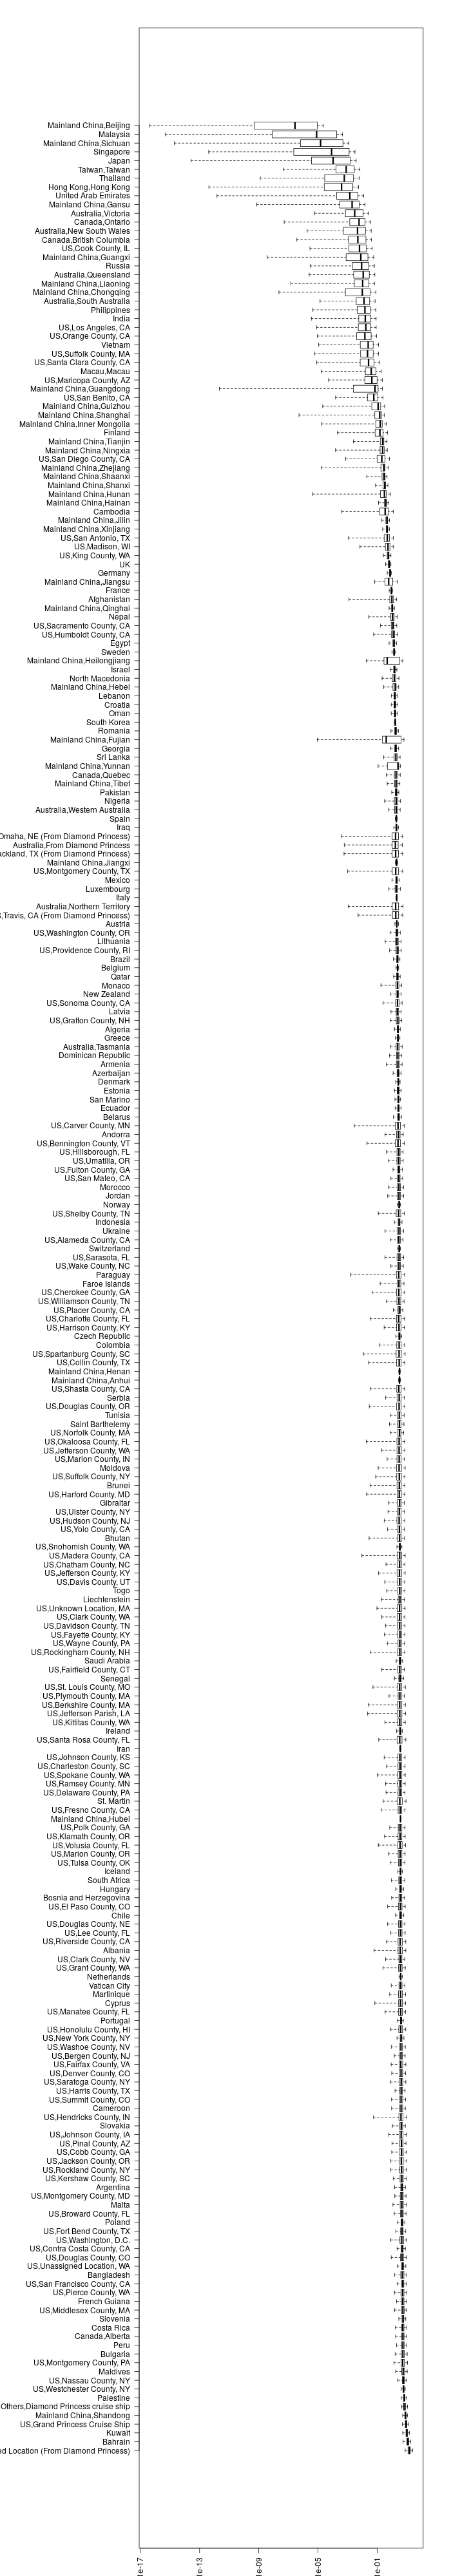 Mainland China,Beijing
Malaysia
Mainland China,Sichuan
Singapore
Japan
Taiwan,Taiwan
Thailand
Hong Kong,Hong Kong
United Arab Emirates
Mainland China,Gansu
Australia,Victoria
Canada,Ontario
Australia,New South Wales
Canada,British Columbia
US,Cook County, IL
Mainland China,Guangxi
Russia
Australia,Queensland
Mainland China,Liaoning
Mainland China,Chongqing
Australia,South Australia
Philippines
India
US,Los Angeles, CA
US,Orange County, CA
Vietnam
US,Suffolk County, MA
US,Santa Clara County, CA
Macau,Macau
US,Maricopa County, AZ
Mainland China,Guangdong
US,San Benito, CA
Mainland China,Guizhou
Mainland China,Shanghai
Mainland China,Inner Mongolia
Finland
Mainland China,Tianjin
Mainland China,Ningxia
US,San Diego County, CA
Mainland China,Zhejiang
Mainland China,Shaanxi
Mainland China,Shanxi
Mainland China,Hunan
Mainland China,Hainan
Cambodia
Mainland China,Jilin
Mainland China,Xinjiang
US,San Antonio, TX
US,Madison, WI
US,King County, WA
UK
Germany
Mainland China,Jiangsu
France
Afghanistan
Mainland China,Qinghai
Nepal
US,Sacramento County, CA
US,Humboldt County, CA
Egypt
Sweden
Mainland China,Heilongjiang
Israel
North Macedonia
Mainland China,Hebei
Lebanon
Croatia
Oman
South Korea
Romania
Mainland China,Fujian
Georgia
Sri Lanka
Mainland China,Yunnan
Canada,Quebec
Mainland China,Tibet
Pakistan
Nigeria
Australia,Western Australia
Spain
Iraq
Omaha, NE (From Diamond Princess)
Australia,From Diamond Princess
ackland, TX (From Diamond Princess)
Mainland China,Jiangxi
US,Montgomery County, TX
Mexico
Luxembourg
Italy
Australia,Northern Territory
S,Travis, CA (From Diamond Princess)
Austria
US,Washington County, OR
Lithuania
US,Providence County, RI
Brazil
Belgium
Qatar
Monaco
New Zealand
US,Sonoma County, CA
Latvia
US,Grafton County, NH
Algeria
Greece
Australia,Tasmania
Dominican Republic
Armenia
Azerbaijan
Denmark
Estonia
San Marino
Ecuador
Belarus
US,Carver County, MN
Andorra
US,Bennington County, VT
US,Hillsborough, FL
US,Umatilla, OR
US,Fulton County, GA
US,San Mateo, CA
Morocco
Jordan
Norway
US,Shelby County, TN
Indonesia
Ukraine
US,Alameda County, CA
Switzerland
US,Sarasota, FL
US,Wake County, NC
Paraguay
Faroe Islands
US,Cherokee County, GA
US,Williamson County, TN
US,Placer County, CA
US,Charlotte County, FL
US,Harrison County, KY
Czech Republic
Colombia
US,Spartanburg County, SC
US,Collin County, TX
Mainland China,Henan
Mainland China,Anhui
US,Shasta County, CA
Serbia
US,Douglas County, OR
Tunisia
Saint Barthelemy
US,Norfolk County, MA
US,Okaloosa County, FL
US,Jefferson County, WA
US,Marion County, IN
Moldova
US,Suffolk County, NY
Brunei
US,Harford County, MD
Gibraltar
US,Ulster County, NY
US,Hudson County, NJ
US,Yolo County, CA
Bhutan
US,Snohomish County, WA
US,Madera County, CA
US,Chatham County, NC
US,Jefferson County, KY
US,Davis County, UT
Togo
Liechtenstein
US,Unknown Location, MA
US,Clark County, WA
US,Davidson County, TN
US,Fayette County, KY
US,Wayne County, PA
US,Rockingham County, NH
Saudi Arabia
US,Fairfield County, CT
Senegal
US,St. Louis County, MO
US,Plymouth County, MA
US,Berkshire County, MA
US,Jefferson Parish, LA
US,Kittitas County, WA
Ireland
US,Santa Rosa County, FL
Iran
US,Johnson County, KS
US,Charleston County, SC
US,Spokane County, WA
US,Ramsey County, MN
US,Delaware County, PA
St. Martin
US,Fresno County, CA
Mainland China,Hubei
US,Polk County, GA
US,Klamath County, OR
US,Volusia County, FL
US,Marion County, OR
US,Tulsa County, OK
Iceland
South Africa
Hungary
Bosnia and Herzegovina
US,El Paso County, CO
Chile
US,Douglas County, NE
US,Lee County, FL
US,Riverside County, CA
Albania
US,Clark County, NV
US,Grant County, WA
Netherlands
Vatican City
Martinique
Cyprus
US,Manatee County, FL
Portugal
US,Honolulu County, HI
US,New York County, NY
US,Washoe County, NV
US,Bergen County, NJ
US,Fairfax County, VA
US,Denver County, CO
US,Saratoga County, NY
US,Harris County, TX
US,Summit County, CO
Cameroon
US,Hendricks County, IN
Slovakia
US,Johnson County, IA
US,Pinal County, AZ
US,Cobb County, GA
US,Jackson County, OR
US,Rockland County, NY
US,Kershaw County, SC
Argentina
US,Montgomery County, MD
Malta
US,Broward County, FL
Poland
US,Fort Bend County, TX
US,Washington, D.C.
US,Contra Costa County, CA
US,Douglas County, CO
US,Unassigned Location, WA
Bangladesh
US,San Francisco County, CA
US,Pierce County, WA
French Guiana
US,Middlesex County, MA
Slovenia
Costa Rica
Canada,Alberta
Peru
Bulgaria
US,Montgomery County, PA
Maldives
US,Nassau County, NY
US,Westchester County, NY
Palestine
Others,Diamond Princess cruise ship
Mainland China,Shandong
US,Grand Princess Cruise Ship
Kuwait
Bahrain
ed Location (From Diamond Princess)
1e-17
1e-13
1e-09
1e-05
1e-01